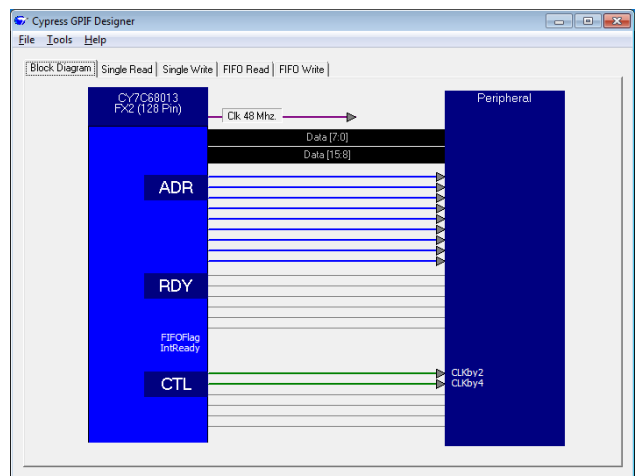 Cypress GPIF Designer
File Tools Help
Block Diagram Single Read Single Write FIFO Read FIFO Write
CY7C68013
FX2 (128 Pin)
Clk 48 Mhz.
Peripheral
Data [7:0]
Data [15:8]
ADR
RDY
FIFOFlag
IntReady
CTL
CLKby2
CLKby4